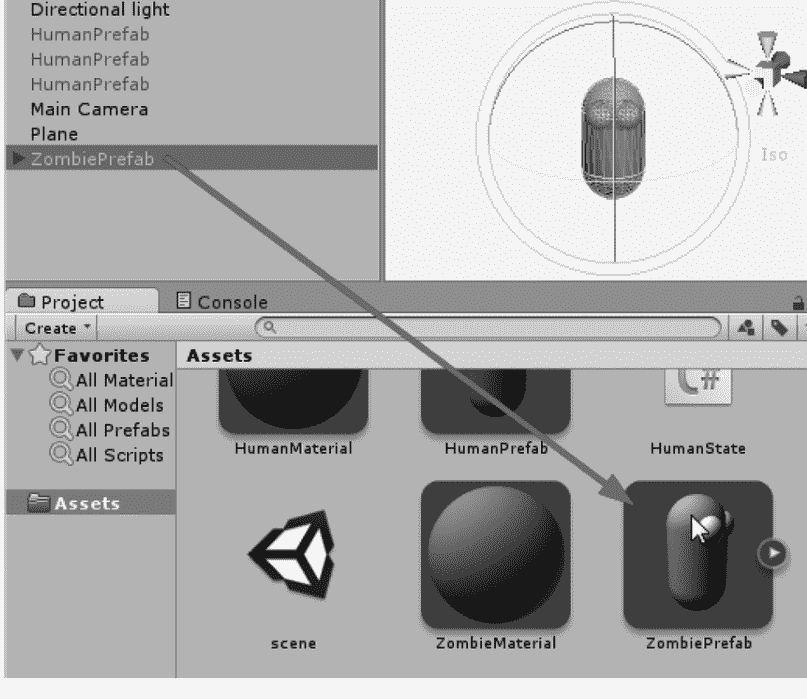 Directional light
HumanPrefab
HumanPrefab
HumanPrefab
Main Camera
Plane
ZombiePrefab
Iso
Project
Console
Create
Favorites
All Material
All Models
All Prefabs
All Scripts
Assets
Assets
C#
HumanMaterial
HumanPrefab
HumanState
scene
ZombieMaterial
ZombiePrefab